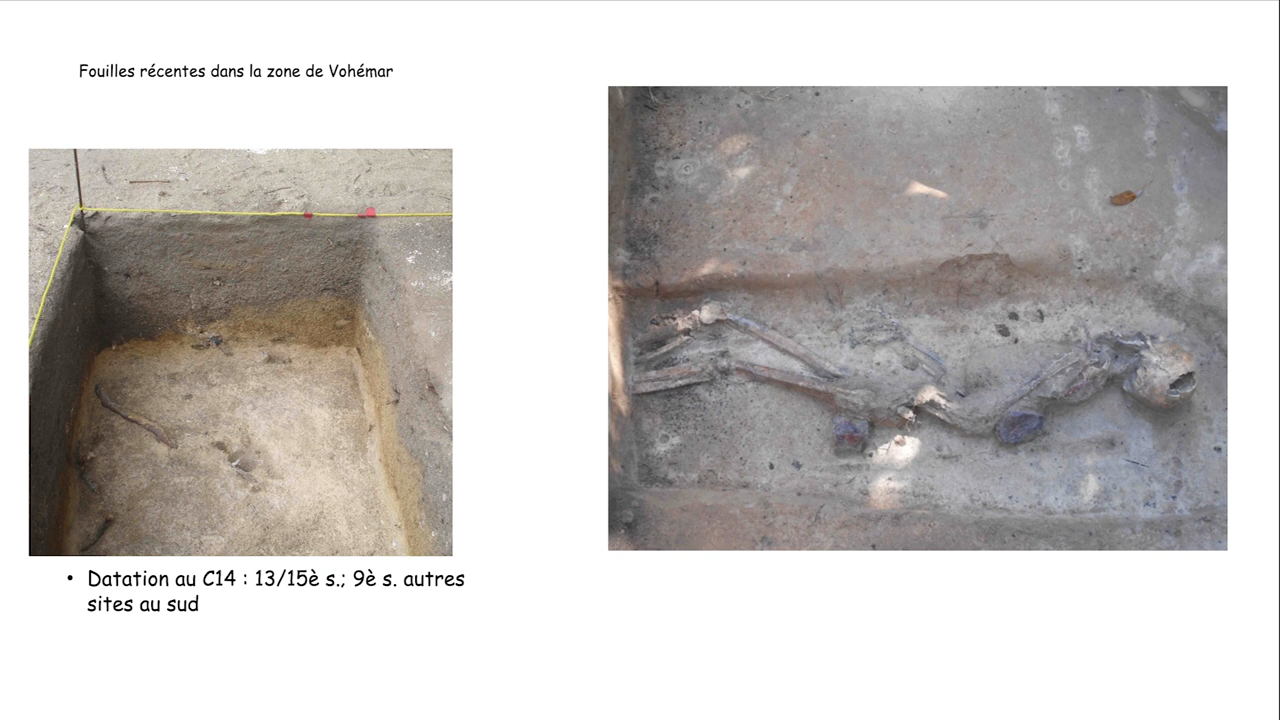 Fouilles récentes dans la zone de Vohémar
• Datation au C14 : 13/15è s.; 9è s. autres
sites au sud